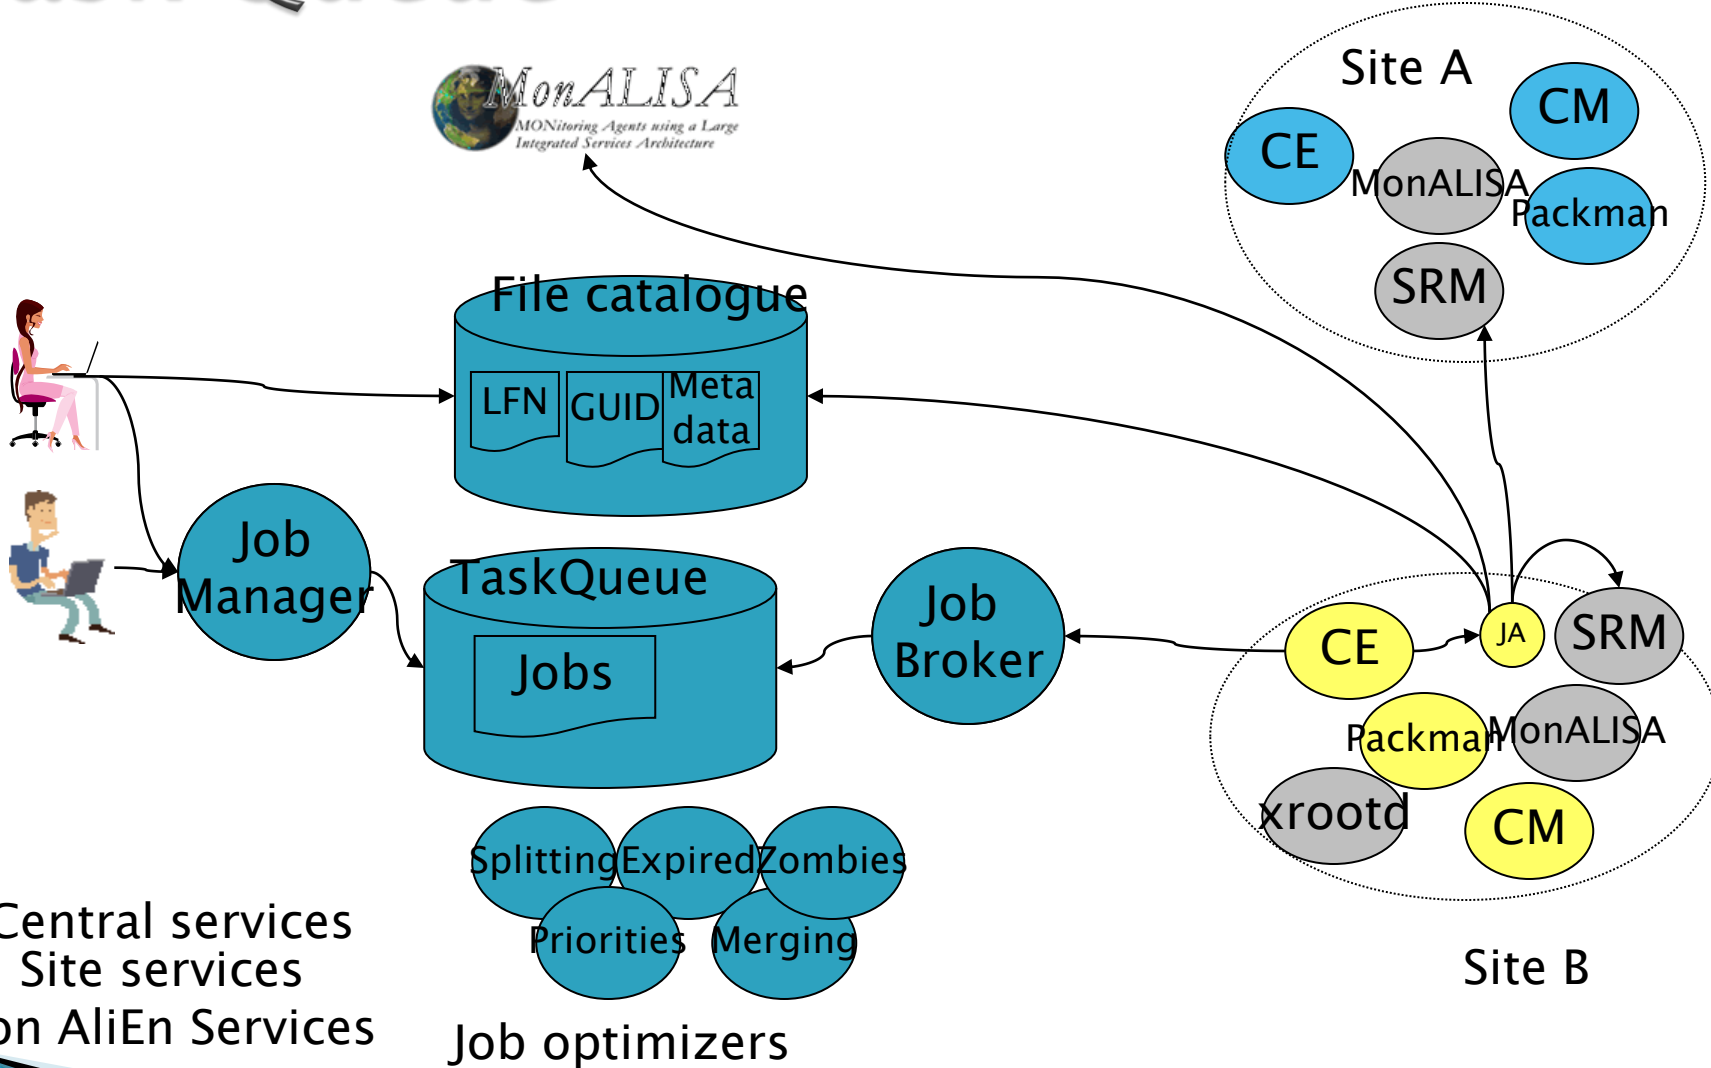 Queue
MonALISA
MONitoring Agents using a Large
Integrated Services Architecture
Site A
CE
CM
MonALISA
Packman
SRM
File catalogue
LFN
GUID
Meta
data
Job
Manager
TaskQueue
Jobs
Job
Broker
CE
JA
SRM
Packman
MonALISA
xrootd
CM
Site B
Splitting
Expired
Zombies
Priorities
Merging
Job optimizers
Central services
Site services
on AliEn Services